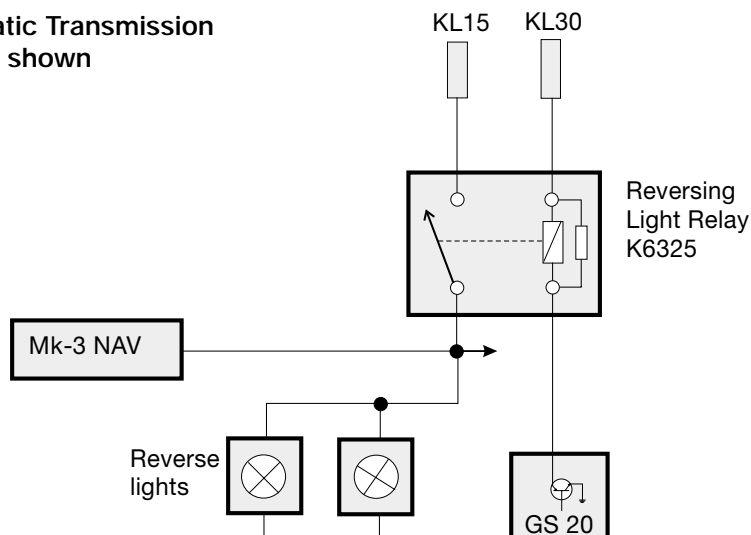 atic Transmission
shown
KL15
KL30
Reversing
Light Relay
K6325
Mk-3 NAV
Reverse
lights
GS 20